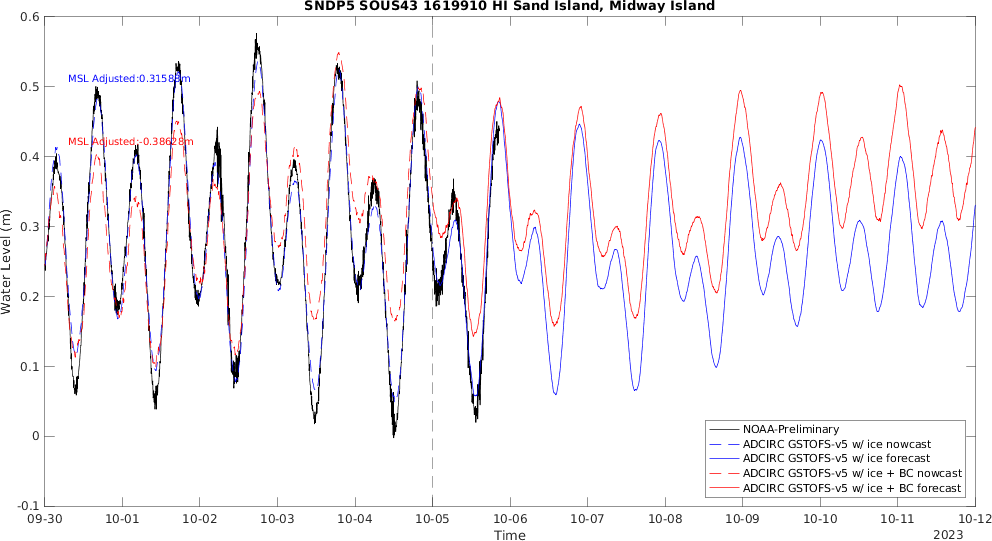 SNDP5 SOUS43 1619910 HI Sand Island, Midway Island
0.6
0.5
0.4
0.3
0.2
0.1
0
-0.1
Water Level (m)
MSL Adjusted:0.31583m
MSL Adjusted:-0.38628m
NOAA-Preliminary
ADCIRC GSTOFS-v5 w/ ice nowcast
ADCIRC GSTOFS-v5 w/ ice forecast
ADCIRC GSTOFS-v5 w/ ice + BC nowcast
ADCIRC GSTOFS-v5 w/ ice + BC forecast
09-30 10-01 10-02 10-03 10-04 10-05 10-06 10-07 10-08 10-09 10-10 10-11 10-12
Time
2023